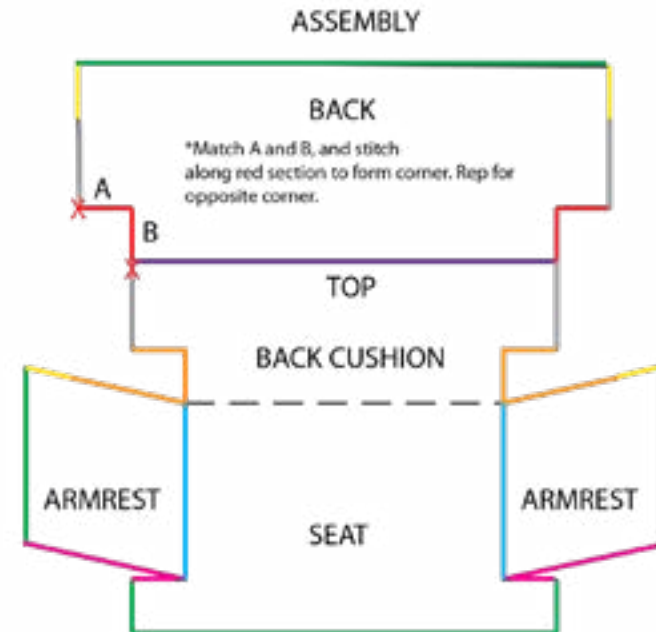 ASSEMBLY
BACK
*Match A and B, and stitch
along red section to form corner. Rep for
opposite corner.
A
B
TOP
BACK CUSHION
ARMREST
ARMREST
SEAT